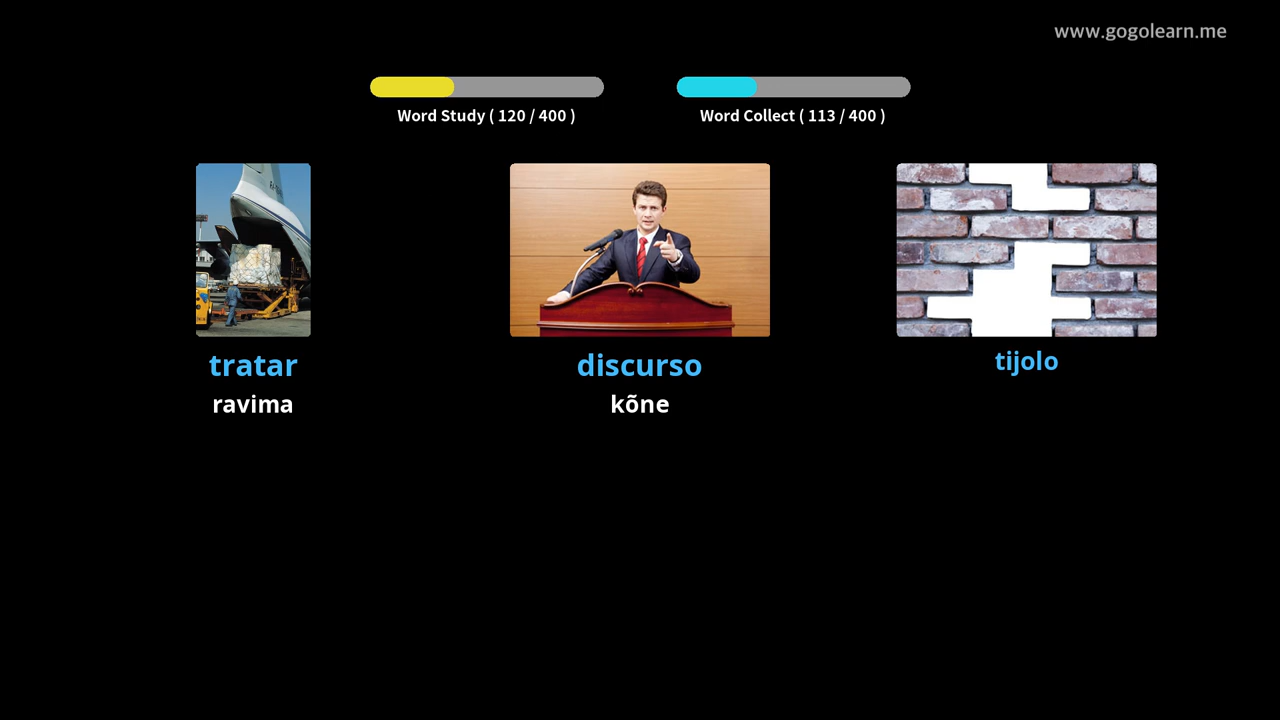 www.gogolearn.me
Word Study ( 120 / 400 )
Word Collect ( 113 / 400 )
tratar
ravima
discurso
kõne
tijolo